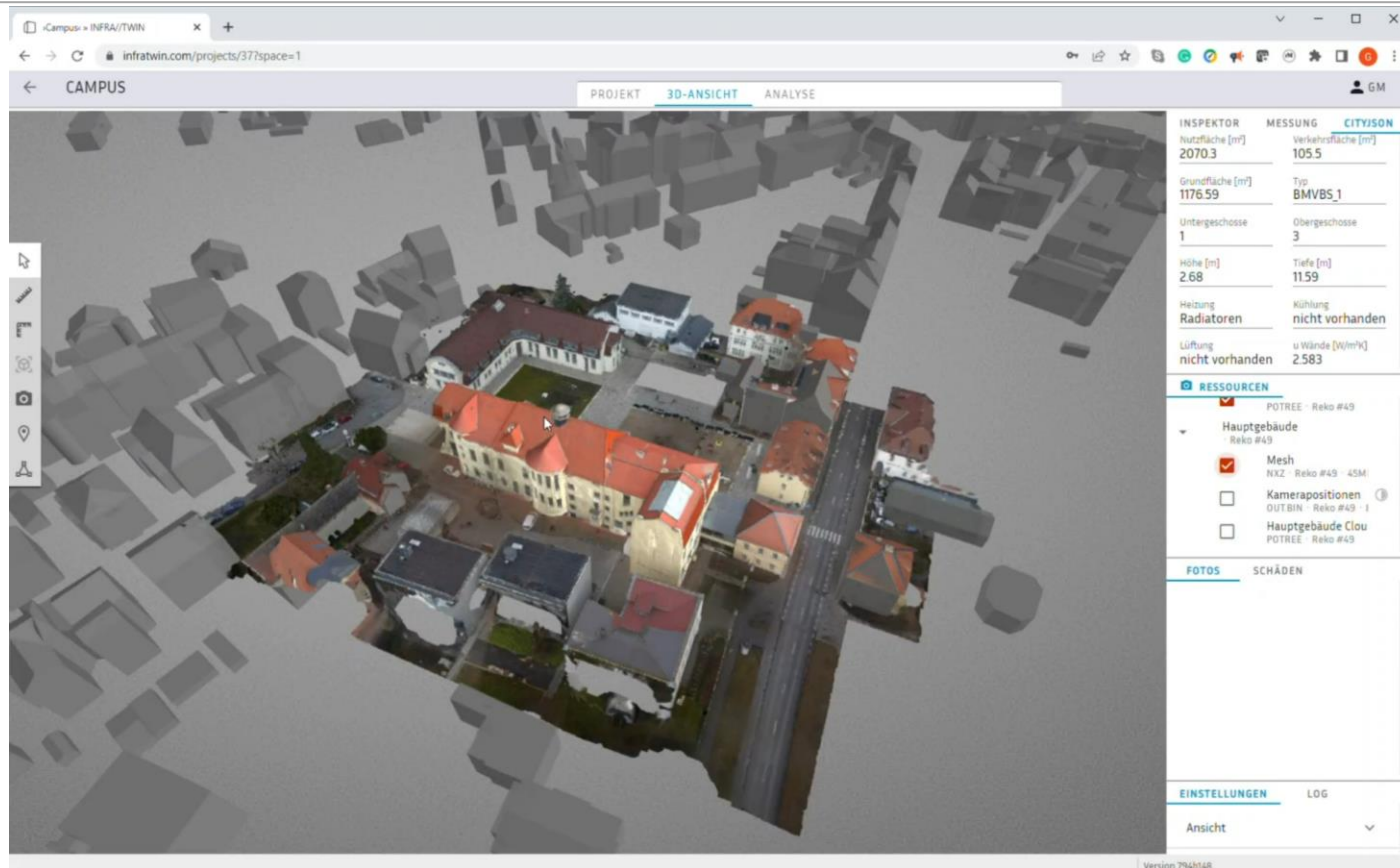 ‹Campus› » INFRA//TWIN
infratwin.com/projects/37?space=1
G
CAMPUS
PROJEKT 3D-ANSICHT ANALYSE
GM
INSPEKTOR MESSUNG CITYJSON
Nutzfläche [m²] Verkehrsfläche [m²]
2070.3 105.5
Grundfläche [m²] Typ
1176.59 BMVBS_1
Untergeschosse Obergeschosse
1 3
Höhe [m] Tiefe [m]
2.68 11.59
Heizung Kühlung
Radiatoren nicht vorhanden
Lüftung u Wände [W/m²K]
nicht vorhanden 2.583
RESSOURCEN
POTREE · Reko #49
Hauptgebäude
· Reko #49
Mesh
NXZ · Reko #49 · 45M
Kamerapositionen
OUT.BIN · Reko #49 ·
Hauptgebäude Clou
POTREE · Reko #49
FOTOS SCHÄDEN
EINSTELLUNGEN LOG
Ansicht
Version 794b148